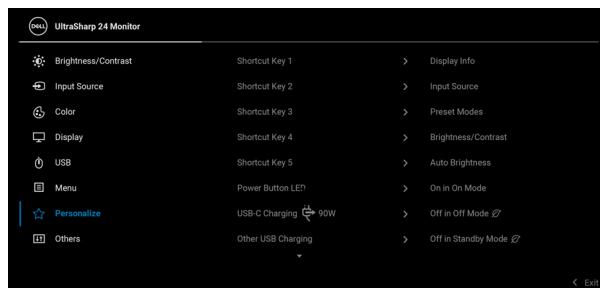 DELL UltraSharp 24 Monitor
Brightness/Contrast Shortcut Key 1 > Display Info
Input Source Shortcut Key 2 > Input Source
Color Shortcut Key 3 > Preset Modes
Display Shortcut Key 4 > Brightness/Contrast
USB Shortcut Key 5 > Auto Brightness
Menu Power Button LED > On in On Mode
Personalize USB-C Charging 90W > Off in Off Mode
Others Other USB Charging > Off in Standby Mode
< Exit